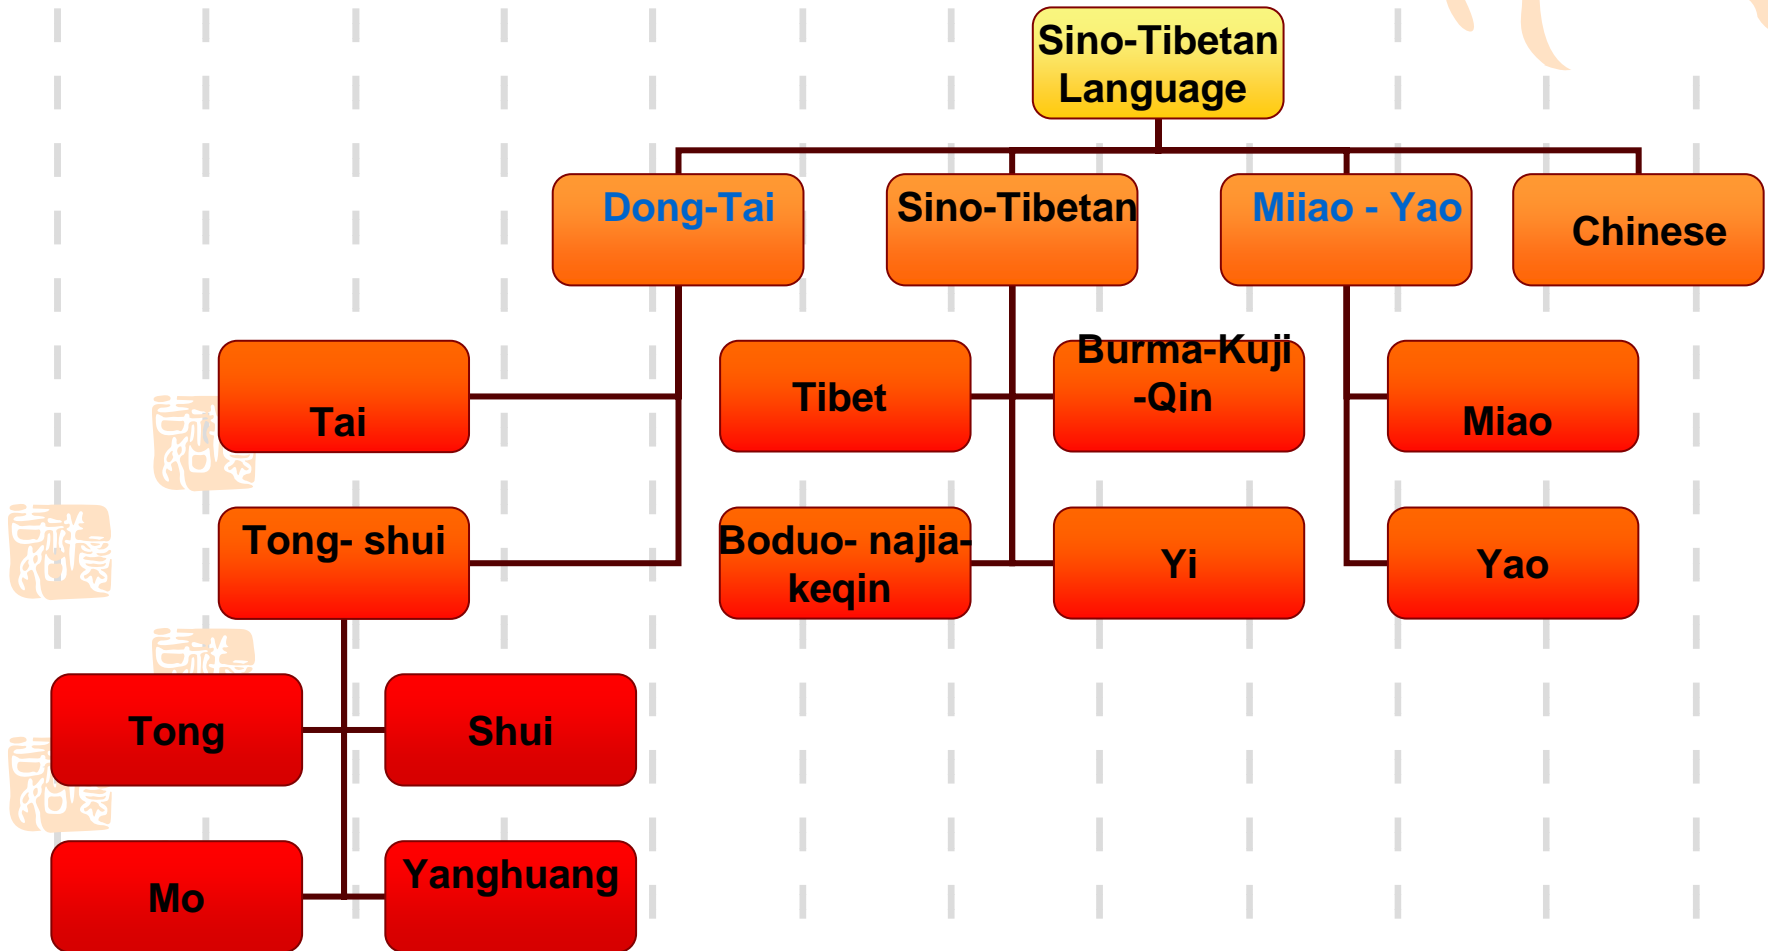 Sino-Tibetan
Language
Dong-Tai
Sino-Tibetan
Miiao - Yao
Chinese
Tai
Tibet
Burma-Kuji
-Qin
Miao
Tong- shui
Boduo- najia-
keqin
Yi
Yao
Tong
Shui
Mo
Yanghuang